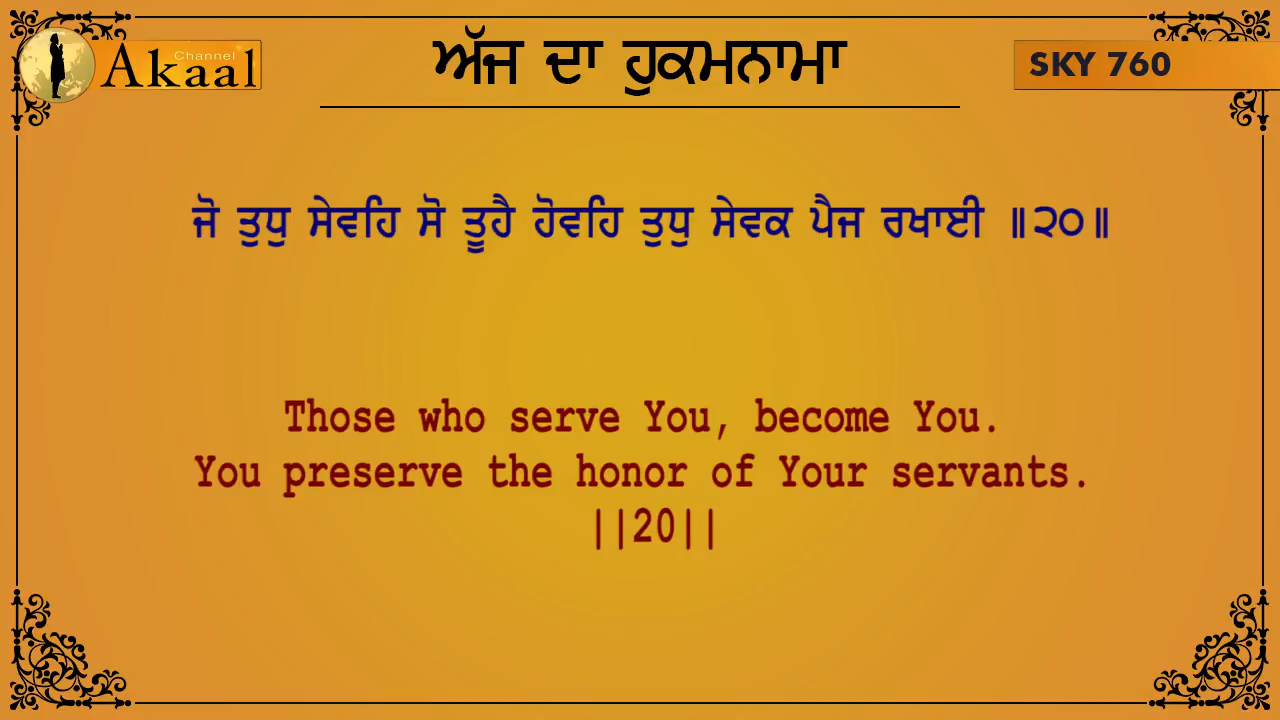 Akaal
Channel
ਅੱਜ ਦਾ ਹੁਕਮਨਾਮਾ
SKY 760
ਜੋ ਤੁਧੁ ਸੇਵਹਿ ਸੋ ਤੂਹੈ ਹੋਵਹਿ ਤੁਧੁ ਸੇਵਕ ਪੈਜ ਰਖਾਈ ॥੨੦॥
Those who serve You, become You.
You preserve the honor of Your servants.
||20||